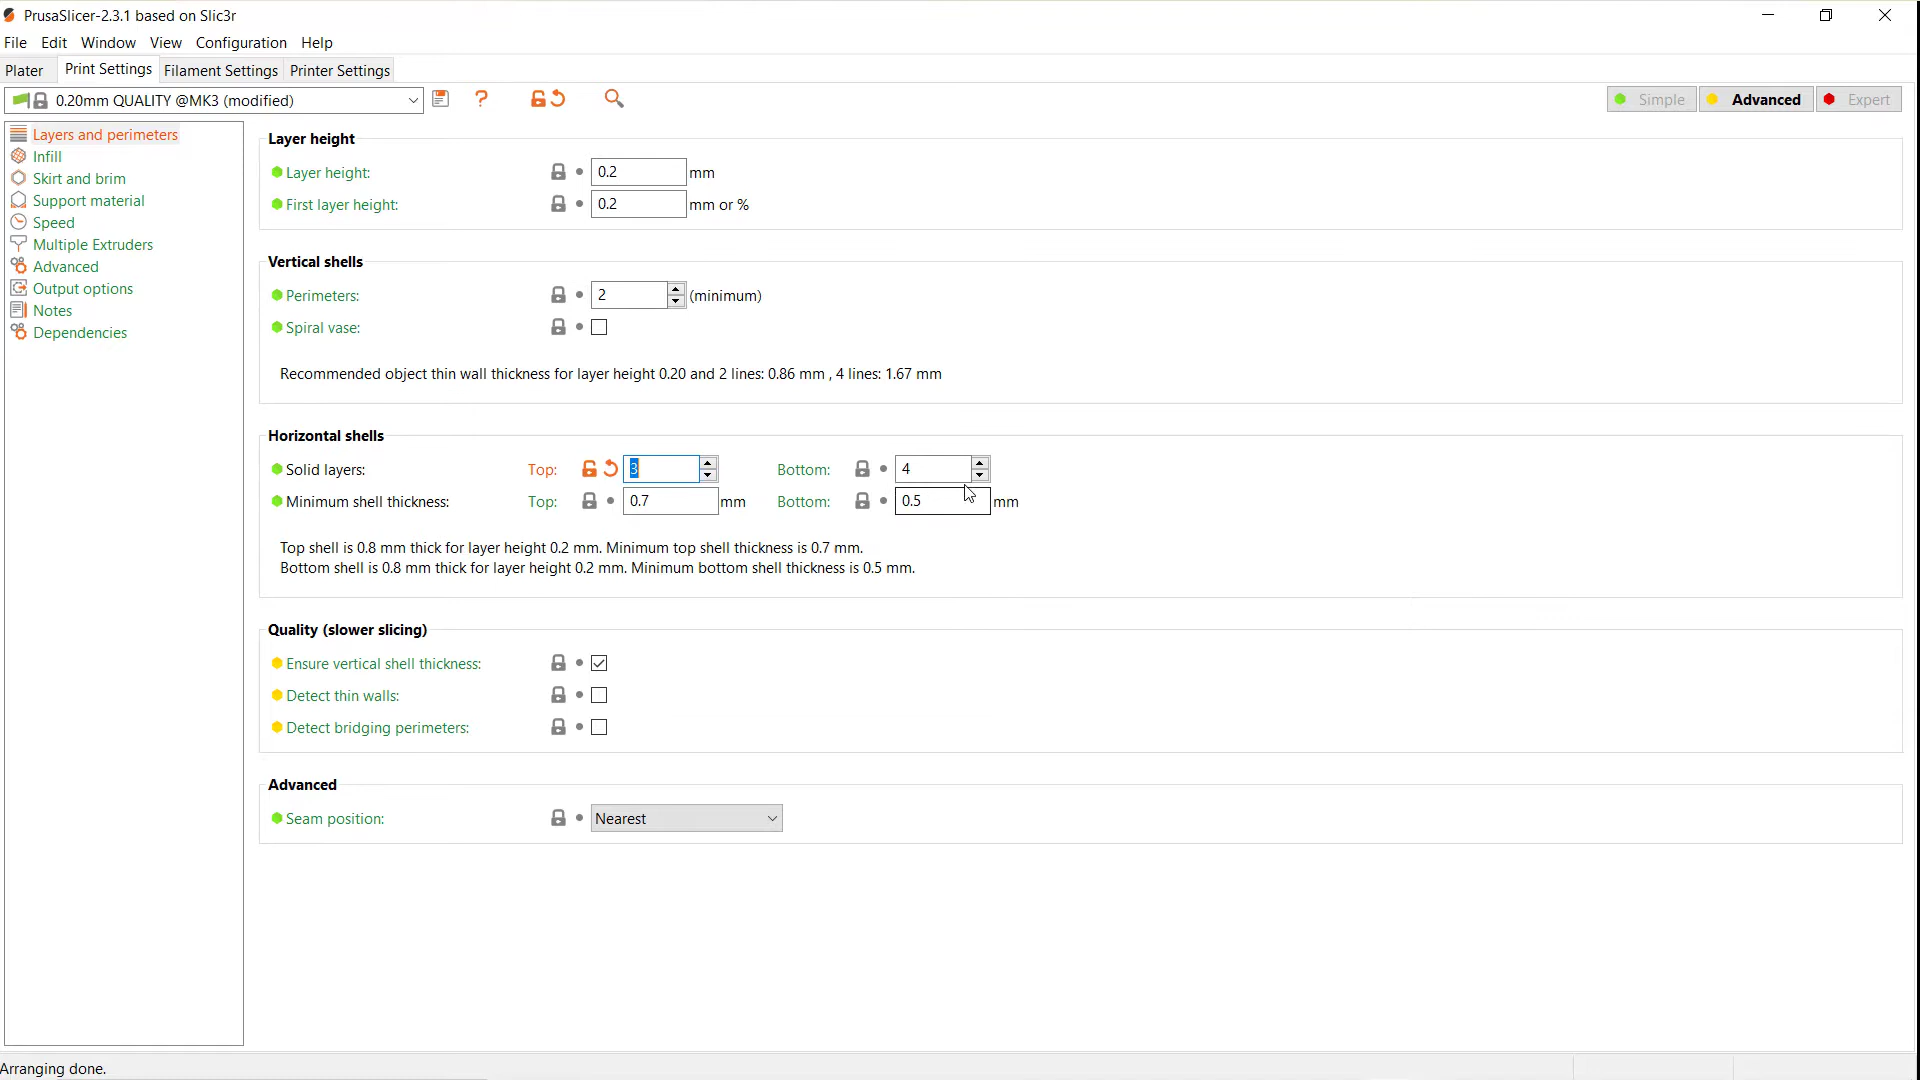 PrusaSlicer-2.3.1 based on Slic3r
File Edit Window View Configuration Help
Plater Print Settings Filament Settings Printer Settings
0.20mm QUALITY @MK3 (modified) ? Simple Advanced Expert
Layers and perimeters
Infill
Skirt and brim
Support material
Speed
Multiple Extruders
Advanced
Output options
Notes
Dependencies
Layer height
Layer height: 0.2 mm
First layer height: 0.2 mm or %
Vertical shells
Perimeters: 2 (minimum)
Spiral vase:
Recommended object thin wall thickness for layer height 0.20 and 2 lines: 0.86 mm , 4 lines: 1.67 mm
Horizontal shells
Solid layers: Top: 3 Bottom: 4
Minimum shell thickness: Top: 0.7 mm Bottom: 0.5 mm
Top shell is 0.8 mm thick for layer height 0.2 mm. Minimum top shell thickness is 0.7 mm.
Bottom shell is 0.8 mm thick for layer height 0.2 mm. Minimum bottom shell thickness is 0.5 mm.
Quality (slower slicing)
Ensure vertical shell thickness:
Detect thin walls:
Detect bridging perimeters:
Advanced
Seam position: Nearest
Arranging done.